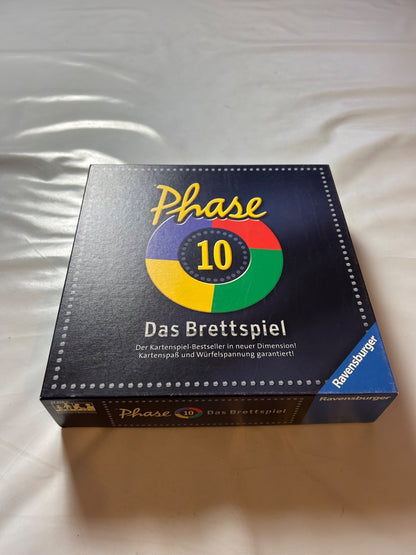 Phase
10
Das Brettspiel
Der Kartenspiel-Bestseller in neuer Dimension!
Kartenspaß und Würfelspannung garantiert!
Ravensburger
Phase 10 Das Brettspiel
Ravensburger